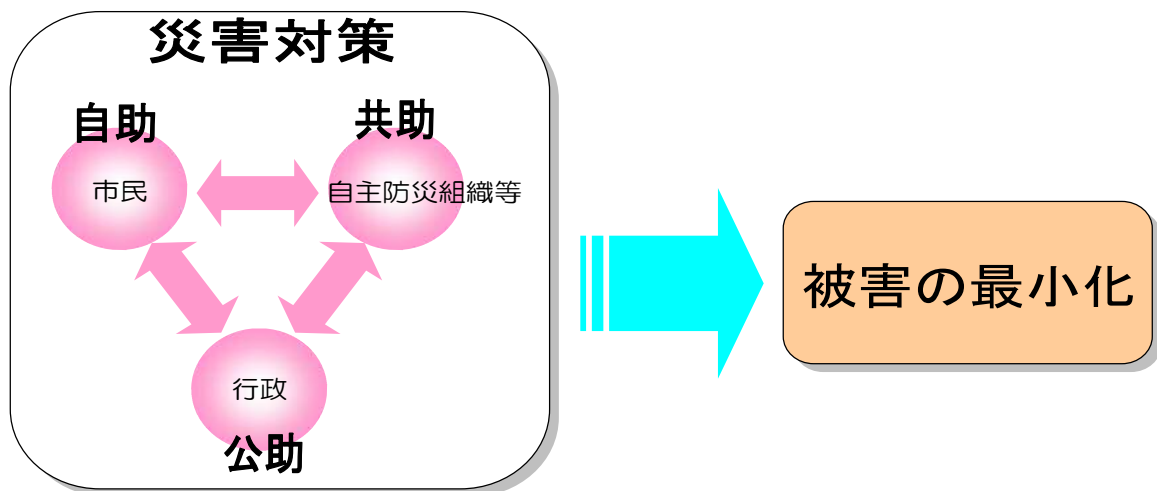 災害対策
自助
共助
市民
自主防災組織等
行政
公助
被害の最小化